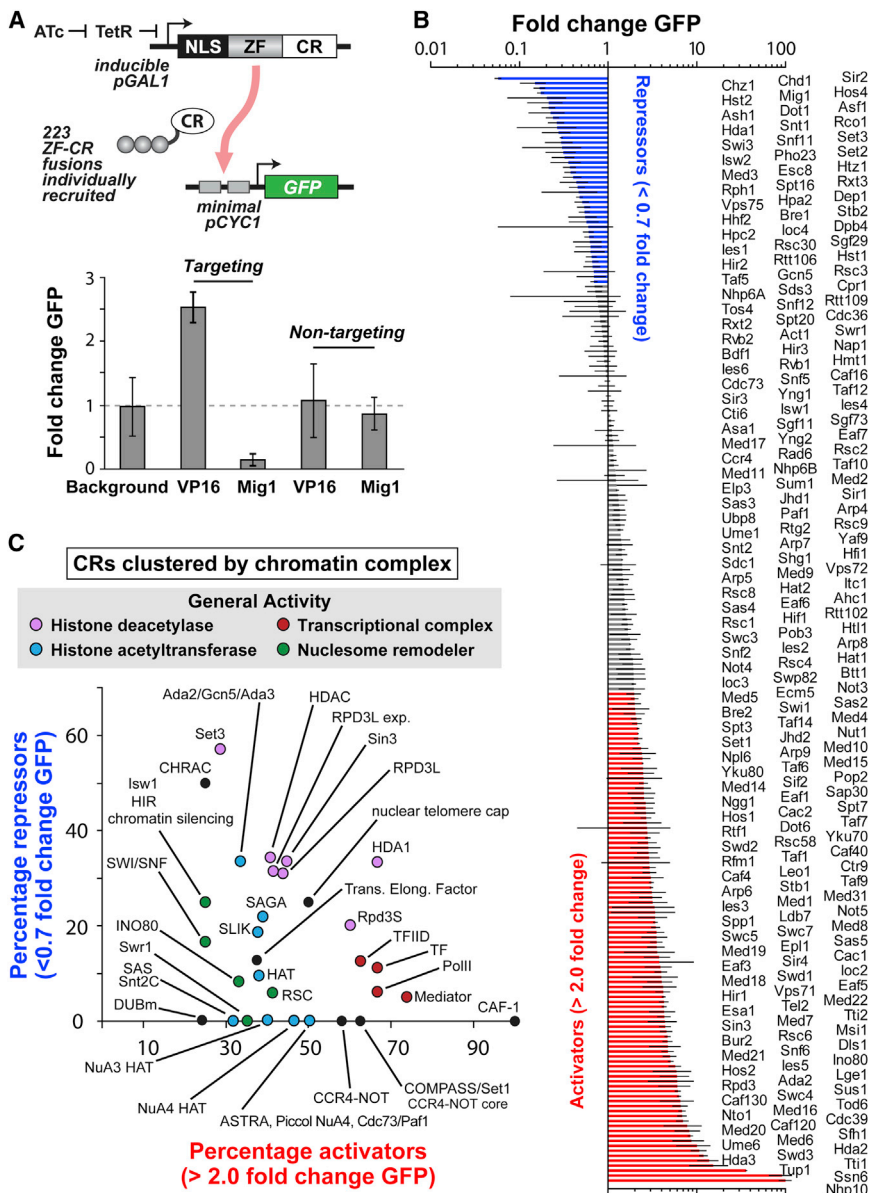 A
ATc
TetR
NLS
ZF
CR
inducible
pGAL1
CR
223
ZF-CR
fusions
individually
recruited
GFP
minimal
pCYC1
Fold change GFP
3
2
1
0
Targeting
Non-targeting
Background VP16 Mig1 VP16 Mig1
B
Fold change GFP
0.01 0.1 1 10 100
Repressors (< 0.7 fold change)
Activators (> 2.0 fold change)
Chz1
Hst2
Ash1
Hda1
Swi3
Isw2
Med3
Rph1
Vps75
Hhf2
Hpc2
Ies1
Hir2
Taf5
Nhp6A
Tos4
Rxt2
Rvb2
Bdf1
Ies6
Cdc73
Sir3
Cti6
Asa1
Med17
Ccr4
Med11
Elp3
Sas3
Ubp8
Ume1
Snt2
Sdc1
Arp5
Rsc8
Sas4
Rsc1
Swc3
Snf2
Not4
Ioc3
Med5
Bre2
Spt3
Set1
Npl6
Yku80
Med14
Ngg1
Hos1
Rtf1
Swd2
Rfm1
Caf4
Arp6
Ies3
Spp1
Swc5
Med19
Eaf3
Med18
Hir1
Esa1
Sin3
Bur2
Med21
Hos2
Rpd3
Caf130
Nto1
Med20
Ume6
Hda3
Chd1
Mig1
Dot1
Snt1
Snf11
Pho23
Esc8
Spt16
Hpa2
Bre1
Ioc4
Rsc30
Rtt106
Gcn5
Sds3
Snf12
Spt20
Act1
Hir3
Rvb1
Snf5
Yng1
Isw1
Sgf11
Yng2
Rad6
Nhp6B
Sum1
Jhd1
Paf1
Rtg2
Arp7
Shg1
Med9
Hat2
Eaf6
Hif1
Pob3
Ies2
Rsc4
Swp82
Ecm5
Swi1
Taf14
Jhd2
Arp9
Taf6
Sif2
Eaf1
Cac2
Dot6
Rsc58
Taf1
Leo1
Stb1
Med1
Ldb7
Swc7
Epl1
Sir4
Swd1
Vps71
Tel2
Med7
Rsc6
Snf6
Ies5
Ada2
Swc4
Med16
Caf120
Med6
Swd3
Tup1
Sir2
Hos4
Asf1
Rco1
Set3
Set2
Htz1
Rxt3
Dep1
Stb2
Dpb4
Sgf29
Hst1
Rsc3
Cpr1
Rtt109
Cdc36
Swr1
Nap1
Hmt1
Caf16
Taf12
Ies4
Sgf73
Eaf7
Rsc2
Taf10
Med2
Sir1
Arp4
Rsc9
Yaf9
Hfi1
Vps72
Itc1
Ahc1
Rtt102
Htl1
Arp8
Hat1
Btt1
Not3
Sas2
Med4
Nut1
Med10
Med15
Pop2
Sap30
Spt7
Taf7
Yku70
Caf40
Ctr9
Taf9
Med31
Not5
Med8
Sas5
Cac1
Ioc2
Eaf5
Med22
Tti2
Msi1
Dls1
Ino80
Lge1
Sus1
Tod6
Cdc39
Sfh1
Hda2
Tti1
Ssn6
Nhp10
C
CRs clustered by chromatin complex
General Activity
Histone deacetylase
Transcriptional complex
Histone acetyltransferase
Nuclesome remodeler
Percentage repressors
(<0.7 fold change GFP)
60
40
20
0
Ada2/Gcn5/Ada3
HDAC
RPD3L exp.
Sin3
Set3
RPD3L
CHRAC
Isw1
HIR
chromatin silencing
nuclear telomere cap
HDA1
SWI/SNF
Trans. Elong. Factor
SAGA
SLIK
Rpd3S
INO80
TFIID
Swr1
TF
SAS
HAT
PolII
Snt2C
RSC
Mediator
DUBm
CAF-1
10 30 50 70 90
NuA3 HAT
NuA4 HAT
CCR4-NOT
COMPASS/Set1
CCR4-NOT core
ASTRA, Piccol NuA4, Cdc73/Paf1
Percentage activators
(> 2.0 fold change GFP)